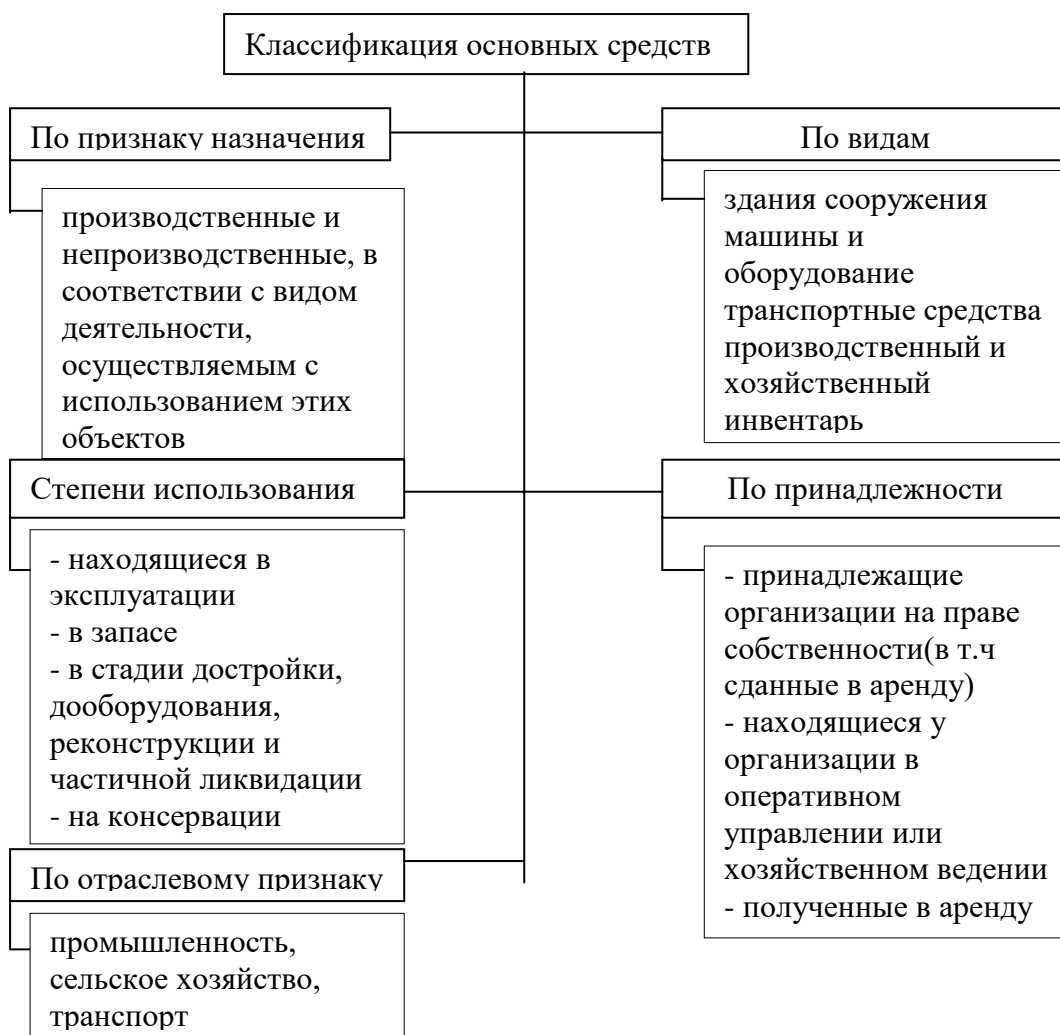 Классификация основных средств
По признаку назначения
производственные и
непроизводственные, в
соответствии с видом
деятельности,
осуществляемым с
использованием этих
объектов
По видам
здания сооружения
машины и
оборудование
транспортные средства
производственный и
хозяйственный
инвентарь
Степени использования
- находящиеся в
эксплуатации
- в запасе
- в стадии достройки,
дооборудования,
реконструкции и
частичной ликвидации
- на консервации
По принадлежности
- принадлежащие
организации на праве
собственности(в т.ч
сданные в аренду)
- находящиеся у
организации в
оперативном
управлении или
хозяйственном ведении
- полученные в аренду
По отраслевому признаку
промышленность,
сельское хозяйство,
транспорт